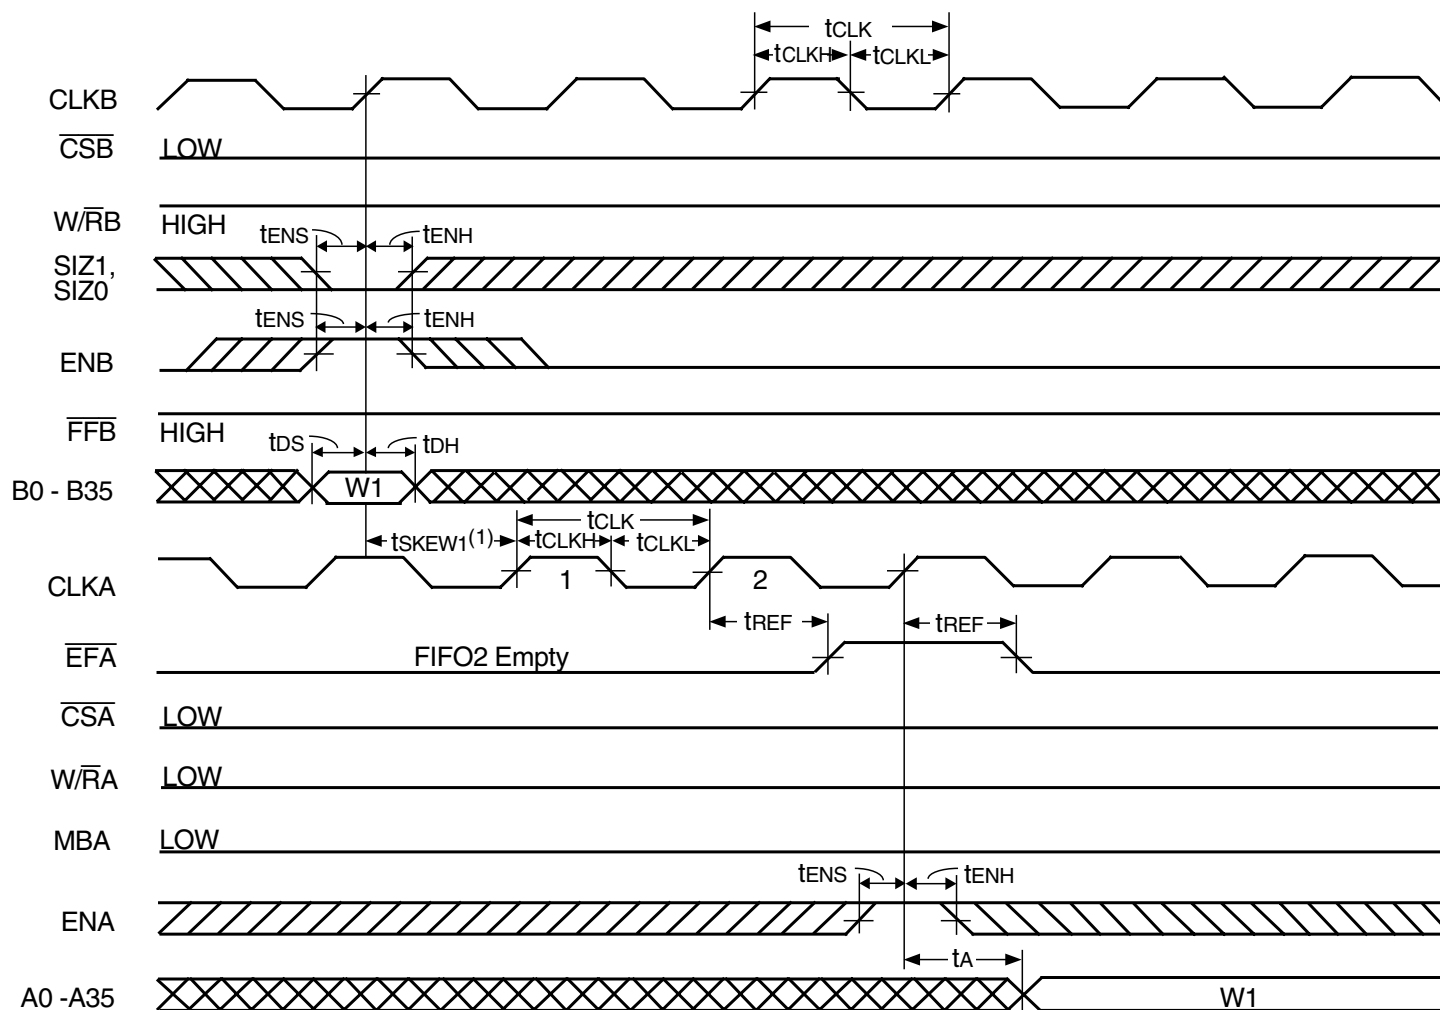 tCLK
tCLKH tCLKL
CLKB
CSB LOW
W/RB HIGH
tENS tENH
SIZ1,
SIZ0
tENS tENH
ENB
FFB HIGH
tDS tDH
B0 - B35 W1
tCLK
tSKEW1(1) tCLKH tCLKL
CLKA 1 2
tREF tREF
EFA FIFO2 Empty
CSA LOW
W/RA LOW
MBA LOW
tENS tENH
ENA
tA
A0 -A35 W1